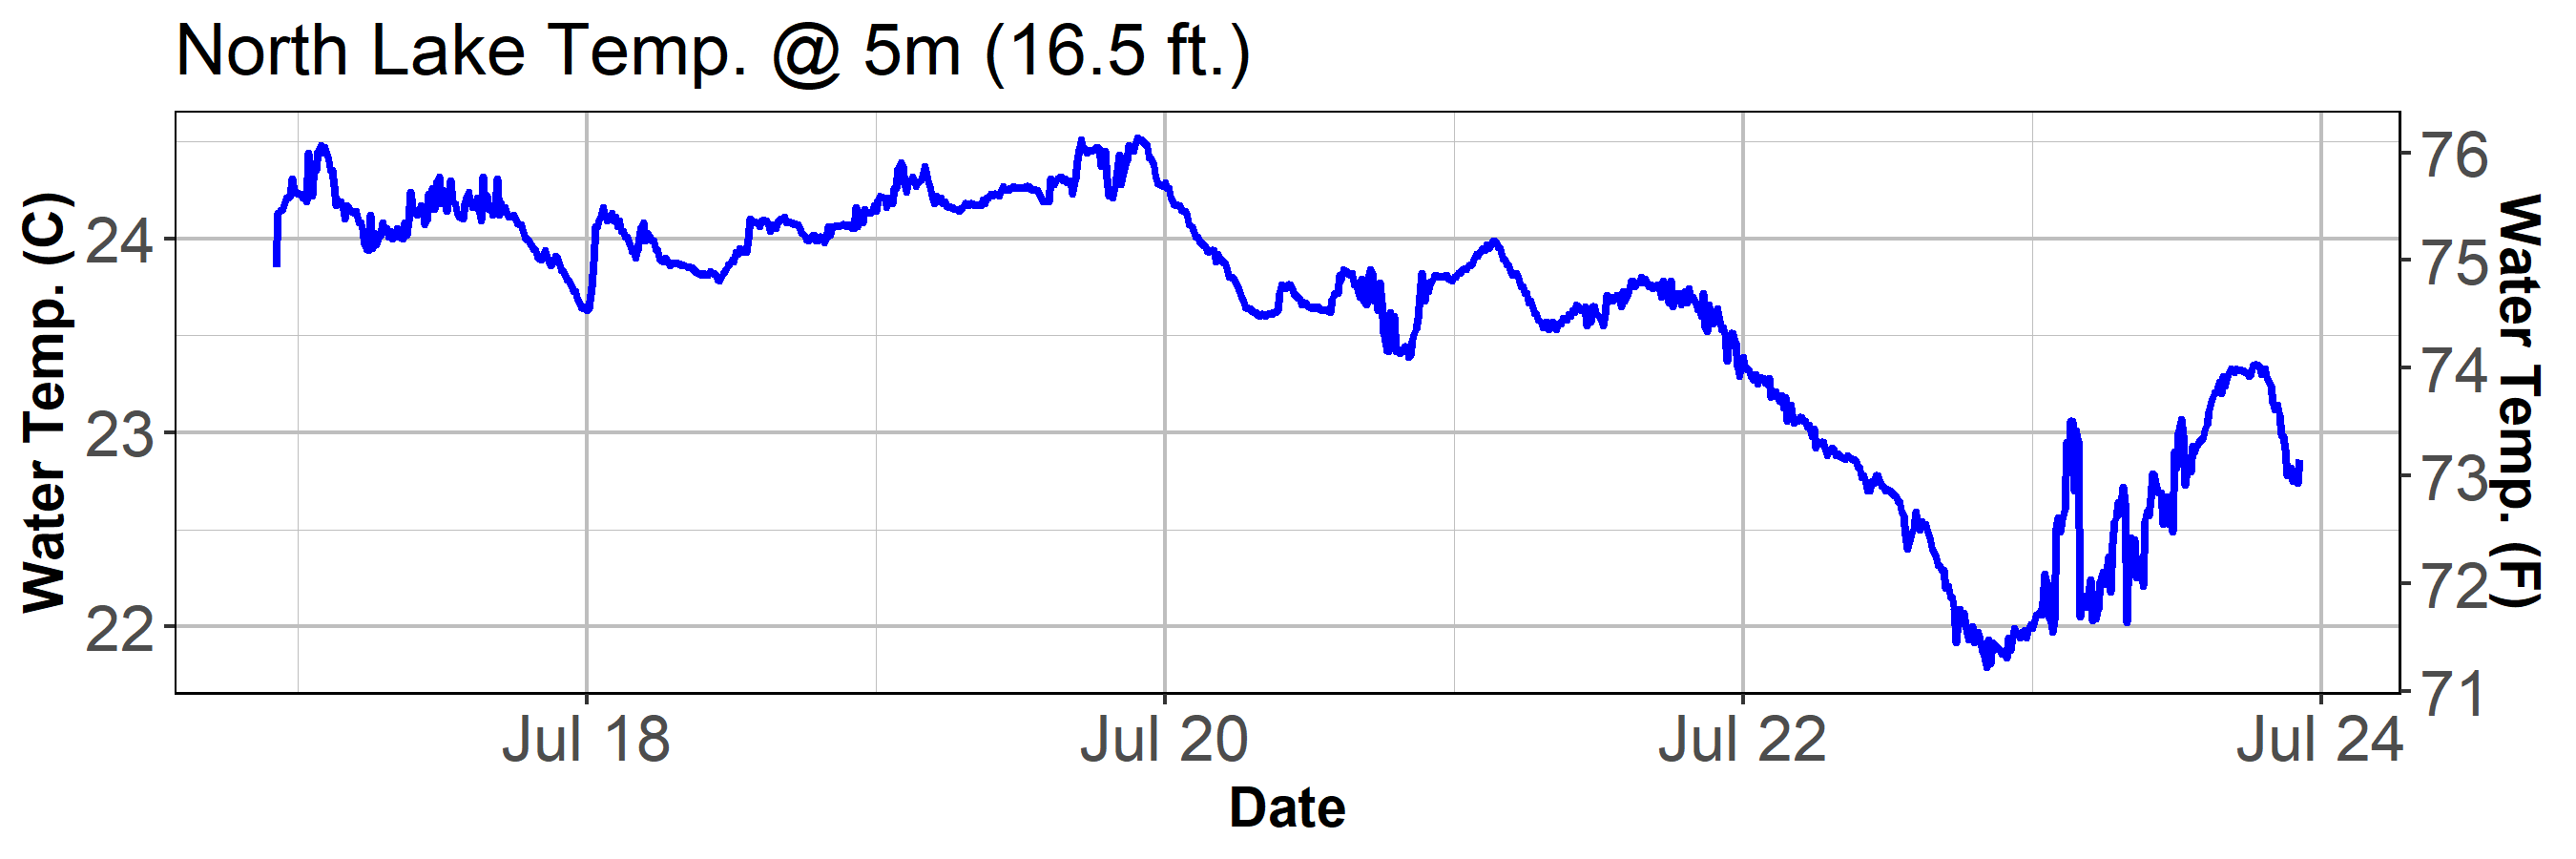 North Lake Temp. @ 5m (16.5 ft.)
Water Temp. (C)
24
23
22
76
75
74
73
72
71
Water Temp. (F)
Jul 18
Jul 20
Jul 22
Jul 24
Date